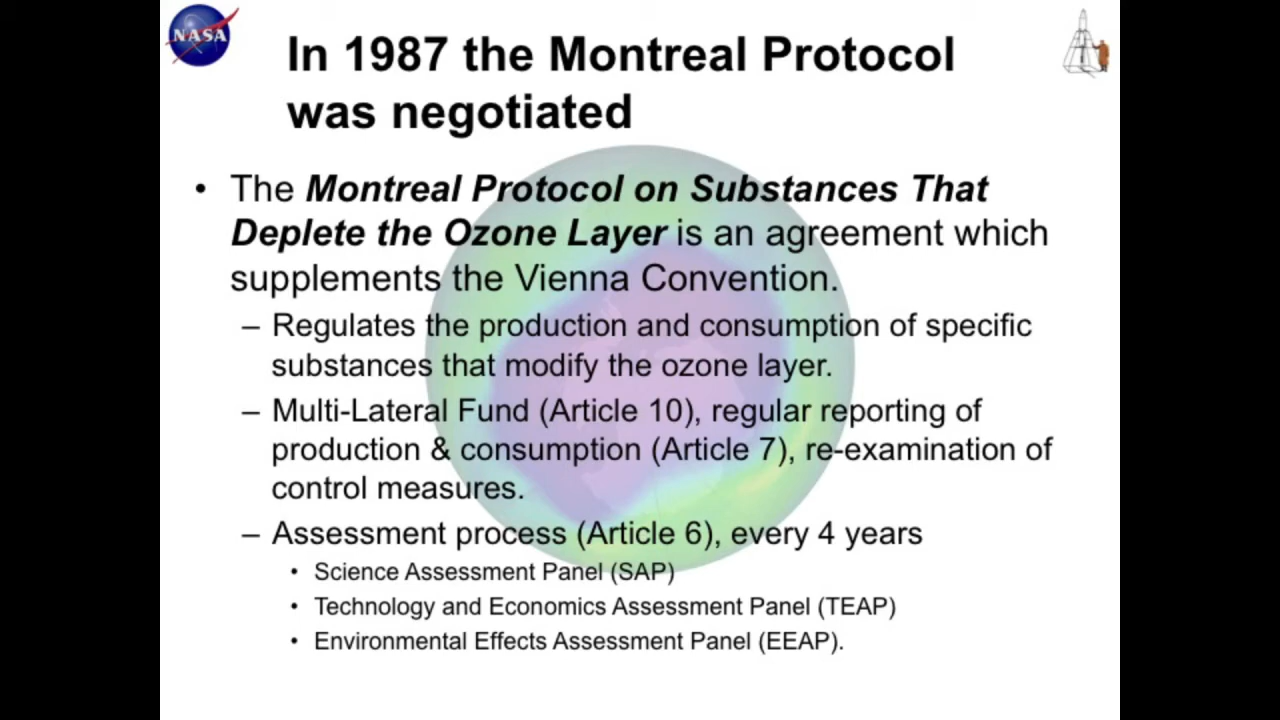 NASA
In 1987 the Montreal Protocol
was negotiated
• The Montreal Protocol on Substances That
Deplete the Ozone Layer is an agreement which
supplements the Vienna Convention.
– Regulates the production and consumption of specific
substances that modify the ozone layer.
– Multi-Lateral Fund (Article 10), regular reporting of
production & consumption (Article 7), re-examination of
control measures.
– Assessment process (Article 6), every 4 years
• Science Assessment Panel (SAP)
• Technology and Economics Assessment Panel (TEAP)
• Environmental Effects Assessment Panel (EEAP).